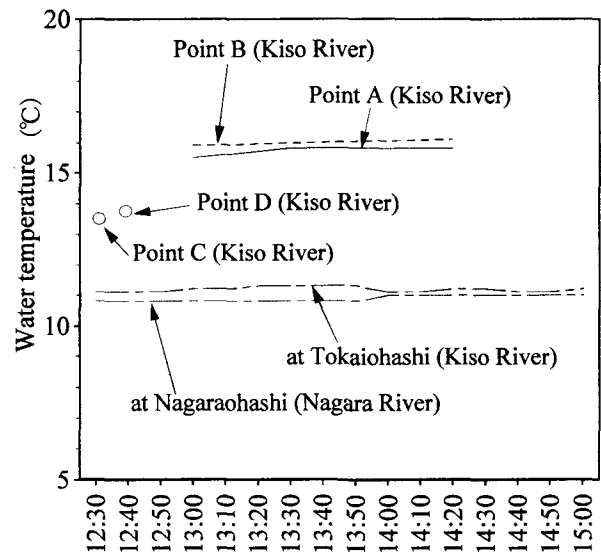 20
Point B (Kiso River)
Point A (Kiso River)
15
Point D (Kiso River)
Point C (Kiso River)
10
at Tokaiohashi (Kiso River)
at Nagaraohashi (Nagara River)
5
Water temperature (℃)
12:30
12:40
12:50
13:00
13:10
13:20
13:30
13:40
13:50
14:00
14:10
14:20
14:30
14:40
14:50
15:00